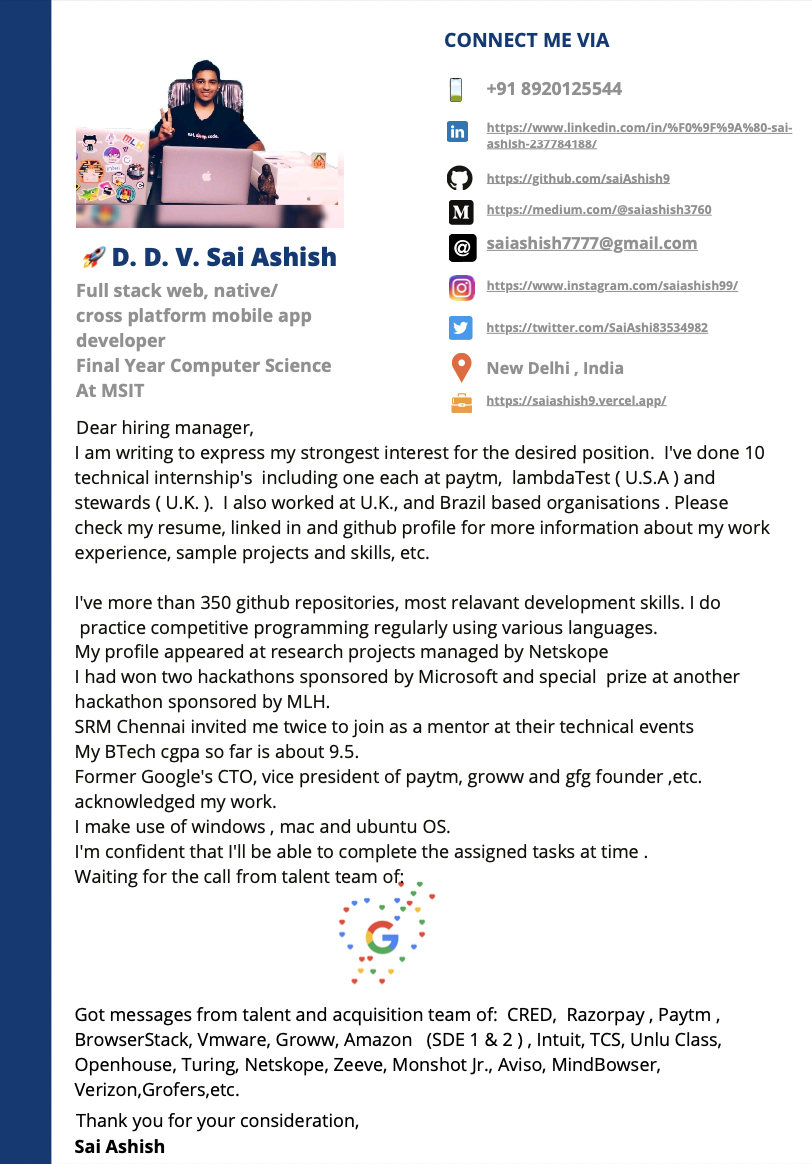 CONNECT ME VIA
+91 8920125544
https://www.linkedin.com/in/%F0%9F%9A%80-sai-
ashish-237784188/
https://github.com/saiAshish9
https://medium.com/@saiashish3760
saiashish7777@gmail.com
https://www.instagram.com/saiashish99/
https://twitter.com/SaiAshi83534982
New Delhi , India
https://saiashish9.vercel.app/
🚀 D. D. V. Sai Ashish
Full stack web, native/
cross platform mobile app
developer
Final Year Computer Science
At MSIT
Dear hiring manager,
I am writing to express my strongest interest for the desired position.  I've done 10
technical internship's  including one each at paytm,  lambdaTest ( U.S.A ) and
stewards ( U.K. ).  I also worked at U.K., and Brazil based organisations . Please
check my resume, linked in and github profile for more information about my work
experience, sample projects and skills, etc.
I've more than 350 github repositories, most relavant development skills. I do
practice competitive programming regularly using various languages.
My profile appeared at research projects managed by Netskope
I had won two hackathons sponsored by Microsoft and special  prize at another
hackathon sponsored by MLH.
SRM Chennai invited me twice to join as a mentor at their technical events
My BTech cgpa so far is about 9.5.
Former Google's CTO, vice president of paytm, groww and gfg founder ,etc.
acknowledged my work.
I make use of windows , mac and ubuntu OS.
I'm confident that I'll be able to complete the assigned tasks at time .
Waiting for the call from talent team of:
G
Got messages from talent and acquisition team of:  CRED,  Razorpay , Paytm ,
BrowserStack, Vmware, Groww, Amazon   (SDE 1 & 2 ) , Intuit, TCS, Unlu Class,
Openhouse, Turing, Netskope, Zeeve, Monshot Jr., Aviso, MindBowser,
Verizon,Grofers,etc.
Thank you for your consideration,
Sai Ashish